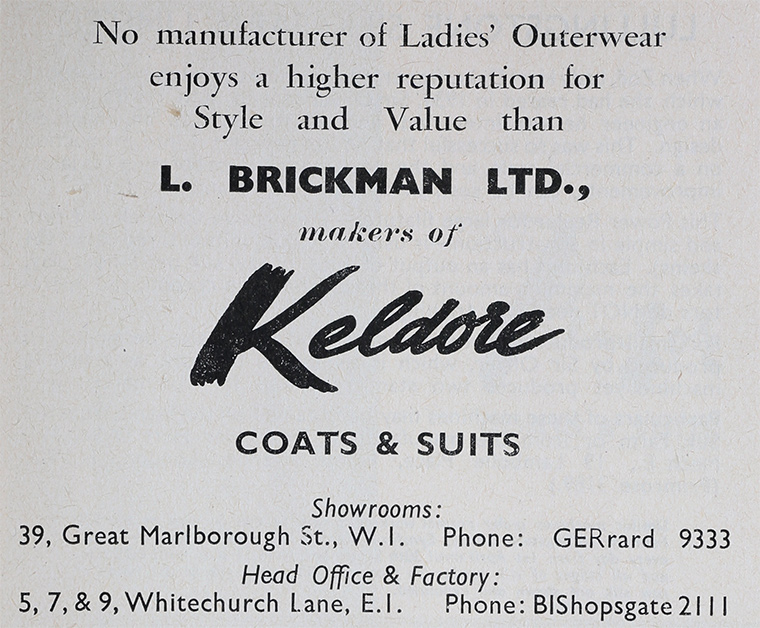 No manufacturer of Ladies' Outerwear
enjoys a higher reputation for
Style and Value than
L. BRICKMAN LTD.,
makers of
Keldore
COATS & SUITS
Showrooms:
39, Great Marlborough St., W.1. Phone: GERrard 9333
Head Office & Factory:
5, 7, & 9, Whitechurch Lane, E.1. Phone: BIShopsgate 2111